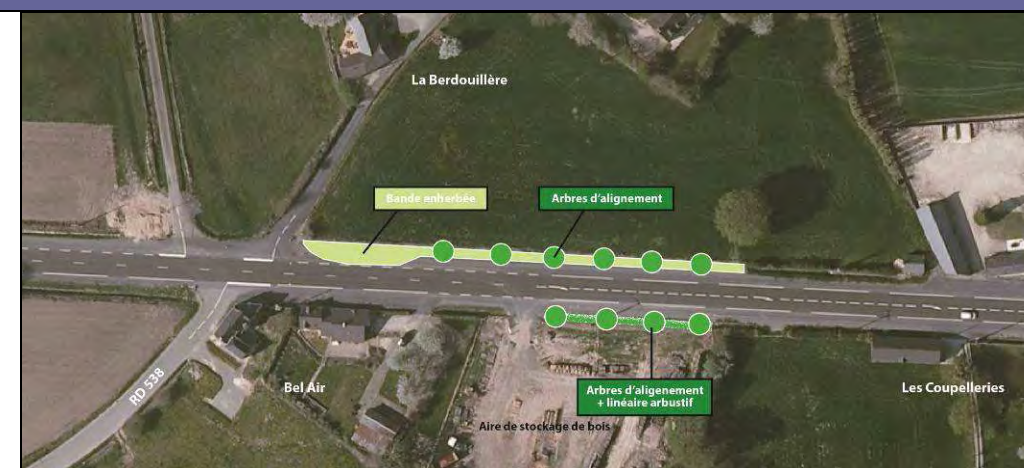 La Berdouillère
Bande enherbée
Arbres d'alignement
RD 538
Bel Air
Arbres d'aligenement
+ linéaire arbustif
Les Coupelleries
Aire de stockage de bois